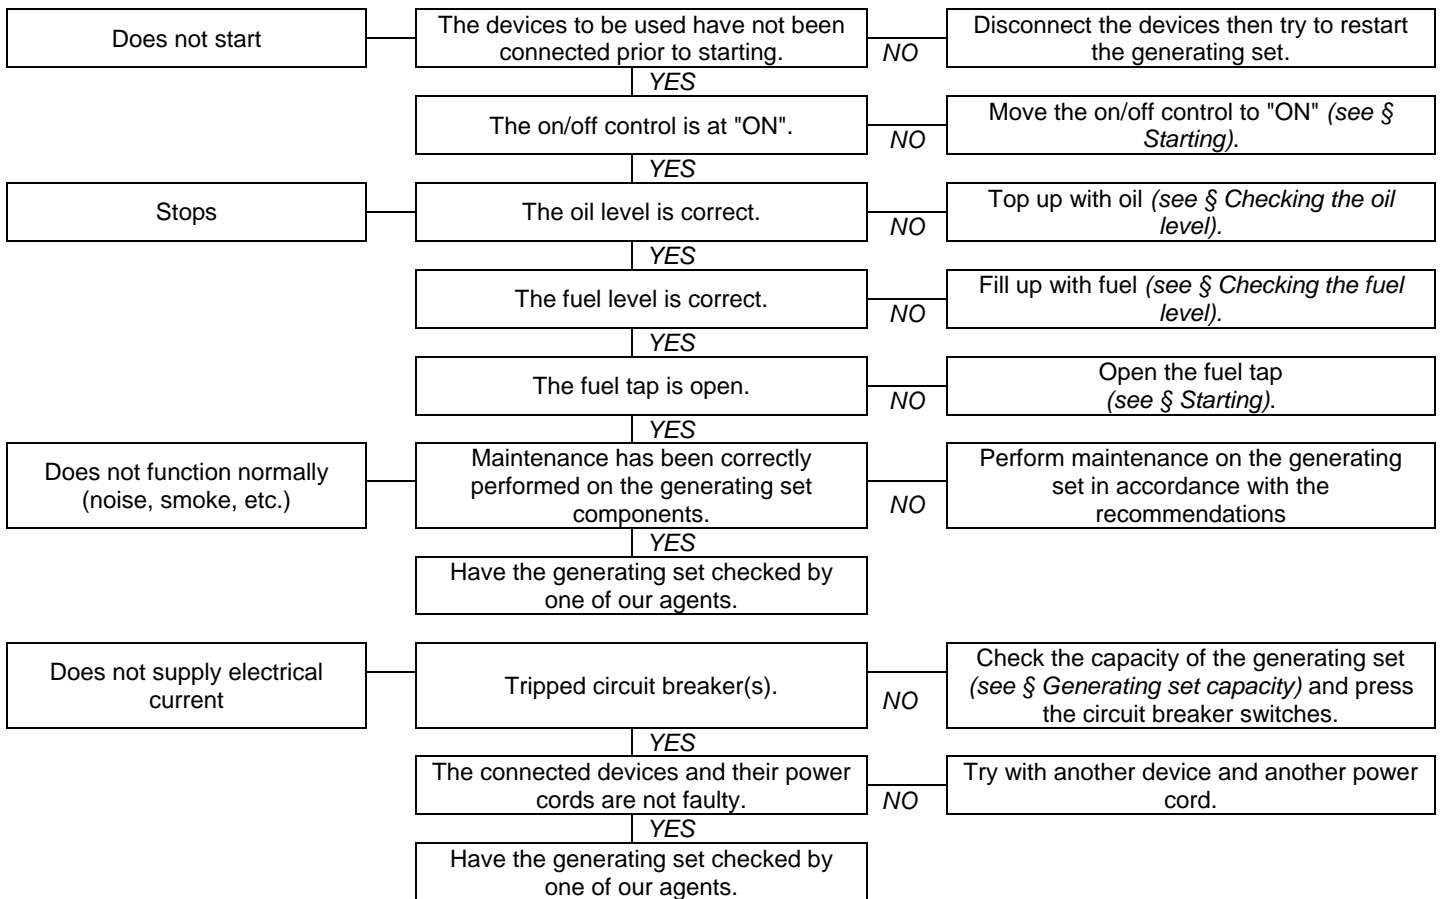 Does not start
The devices to be used have not been
connected prior to starting.
NO
Disconnect the devices then try to restart
the generating set.
YES
The on/off control is at "ON".
NO
Move the on/off control to "ON" (see §
Starting).
YES
Stops
The oil level is correct.
NO
Top up with oil (see § Checking the oil
level).
YES
The fuel level is correct.
NO
Fill up with fuel (see § Checking the fuel
level).
YES
The fuel tap is open.
NO
Open the fuel tap
(see § Starting).
YES
Does not function normally
(noise, smoke, etc.)
Maintenance has been correctly
performed on the generating set
components.
NO
Perform maintenance on the generating
set in accordance with the
recommendations
YES
Have the generating set checked by
one of our agents.
Does not supply electrical
current
Tripped circuit breaker(s).
NO
Check the capacity of the generating set
(see § Generating set capacity) and press
the circuit breaker switches.
YES
The connected devices and their power
cords are not faulty.
NO
Try with another device and another power
cord.
YES
Have the generating set checked by
one of our agents.